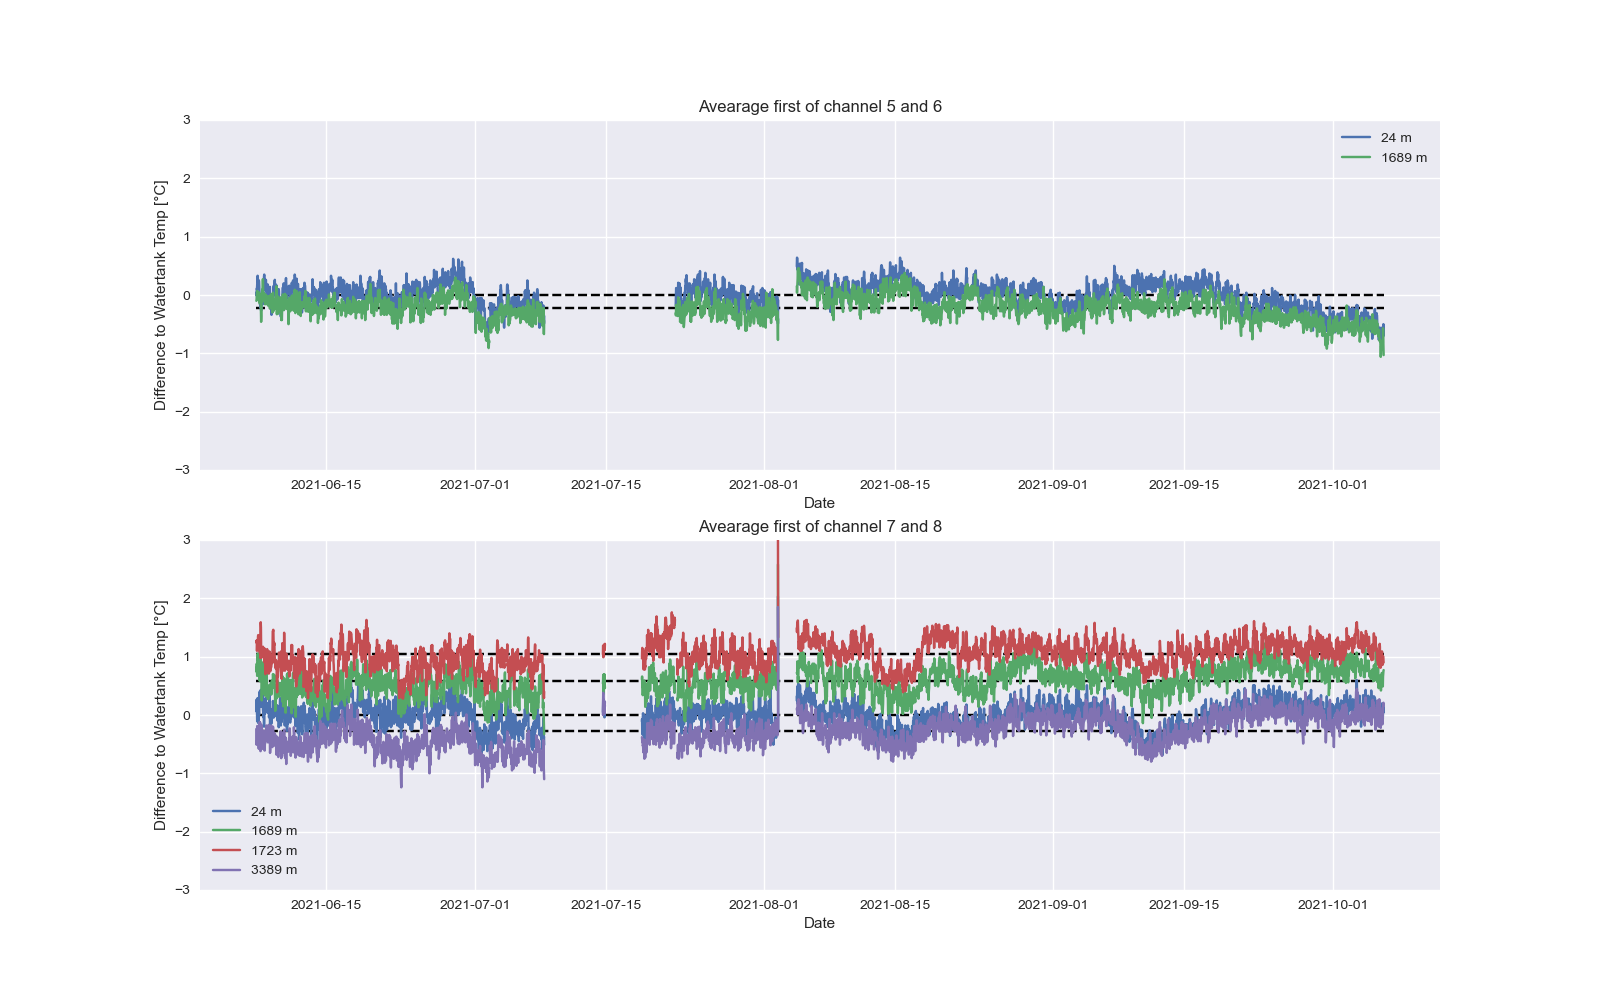 Avearage first of channel 5 and 6
Difference to Watertank Temp [°C]
3
2
1
0
−1
−2
−3
24 m
1689 m
2021-06-15 2021-07-01 2021-07-15 2021-08-01 2021-08-15 2021-09-01 2021-09-15 2021-10-01
Date
Avearage first of channel 7 and 8
Difference to Watertank Temp [°C]
3
2
1
0
−1
−2
−3
24 m
1689 m
1723 m
3389 m
2021-06-15 2021-07-01 2021-07-15 2021-08-01 2021-08-15 2021-09-01 2021-09-15 2021-10-01
Date